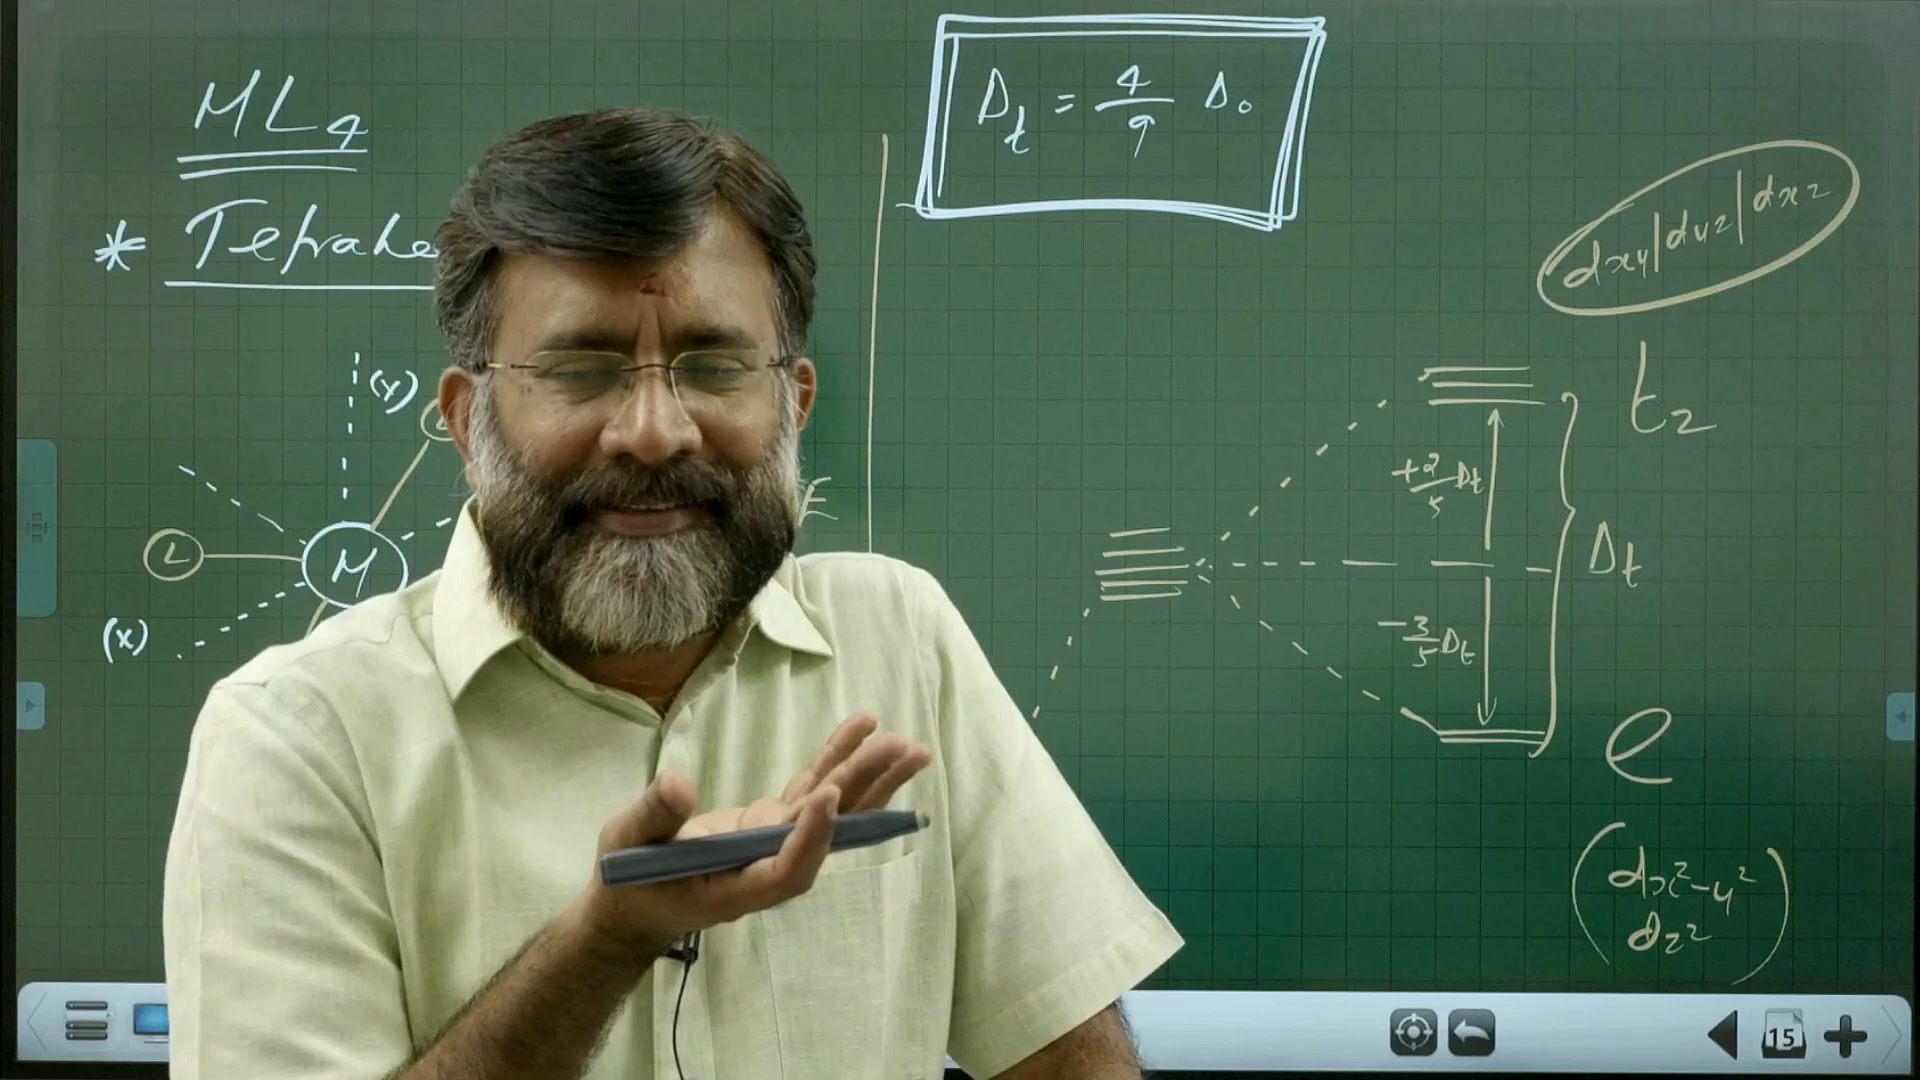 ML4
* Tetrahe
(x)
L
M
(x)
E
Δt = 4/9 Δo
dxy|dyz|dxz
t2
+2/5 Δt
Δt
-3/5 Δt
e
(dx²-y²
dz²)
15